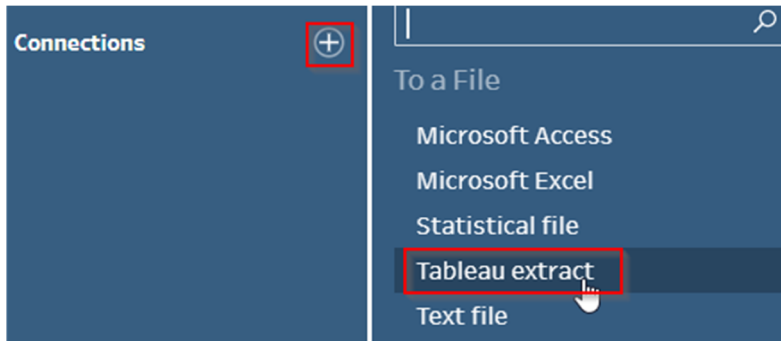 Connections
To a File
Microsoft Access
Microsoft Excel
Statistical file
Tableau extract
Text file